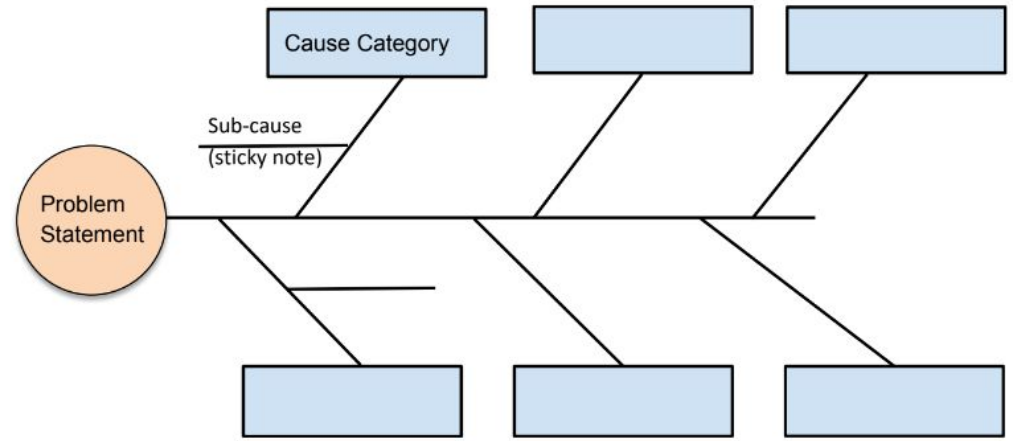 Cause Category
Sub-cause
(sticky note)
Problem
Statement